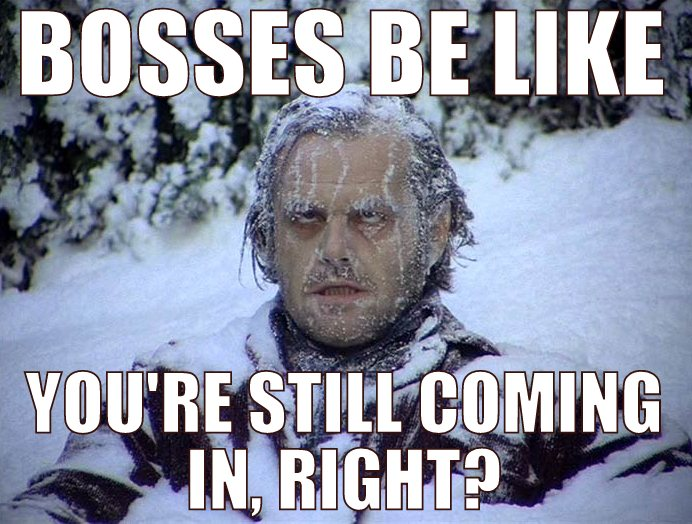 BOSSES BE LIKE
YOU'RE STILL COMING
IN, RIGHT?